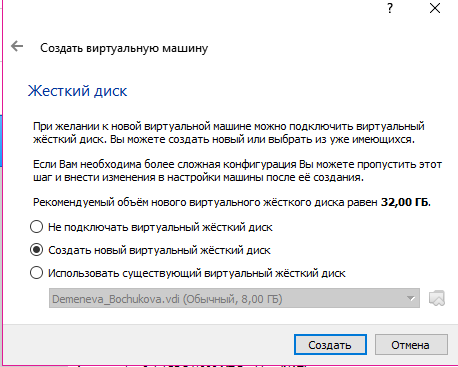 ?
Создать виртуальную машину
Жесткий диск
При желании к новой виртуальной машине можно подключить виртуальный
жёсткий диск. Вы можете создать новый или выбрать из уже имеющихся.
Если Вам необходима более сложная конфигурация Вы можете пропустить этот
шаг и внести изменения в настройки машины после её создания.
Рекомендуемый объём нового виртуального жёсткого диска равен 32,00 ГБ.
Не подключать виртуальный жёсткий диск
Создать новый виртуальный жёсткий диск
Использовать существующий виртуальный жёсткий диск
Demeneva_Bochukova.vdi (Обычный, 8,00 ГБ)
Создать Отмена